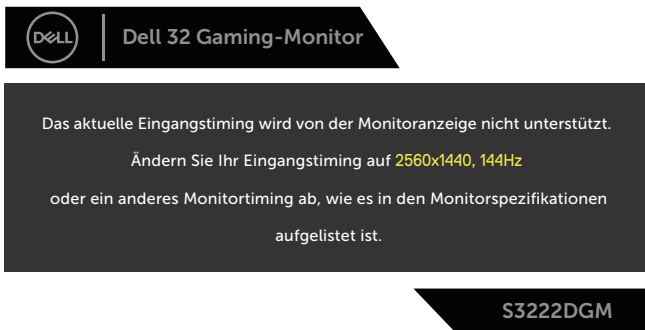 DELL
Dell 32 Gaming-Monitor
Das aktuelle Eingangstiming wird von der Monitoranzeige nicht unterstützt.
Ändern Sie Ihr Eingangstiming auf 2560x1440, 144Hz
oder ein anderes Monitortiming ab, wie es in den Monitorspezifikationen
aufgelistet ist.
S3222DGM